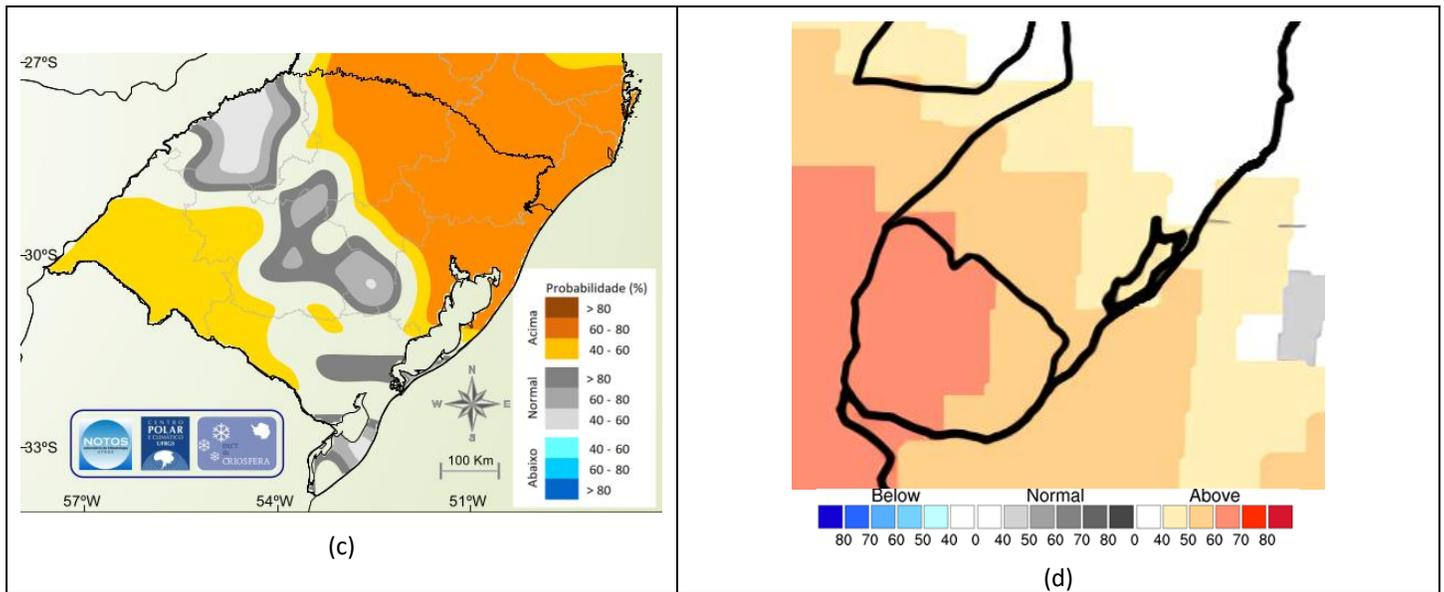 27ºS
30ºS
33ºS
57ºW
54ºW
51ºW
Probabilidade (%)
Acima
> 80
60 - 80
40 - 60
Normal
> 80
60 - 80
40 - 60
Abaixo
40 - 60
60 - 80
> 80
N
W
E
S
100 Km
NOTOS
CENTRO
POLAR
E CLIMÁTICO
UFRGS
CRIOSFERA
(c)
Below Normal Above
80 70 60 50 40 0 40 50 60 70 80 0 40 50 60 70 80
(d)